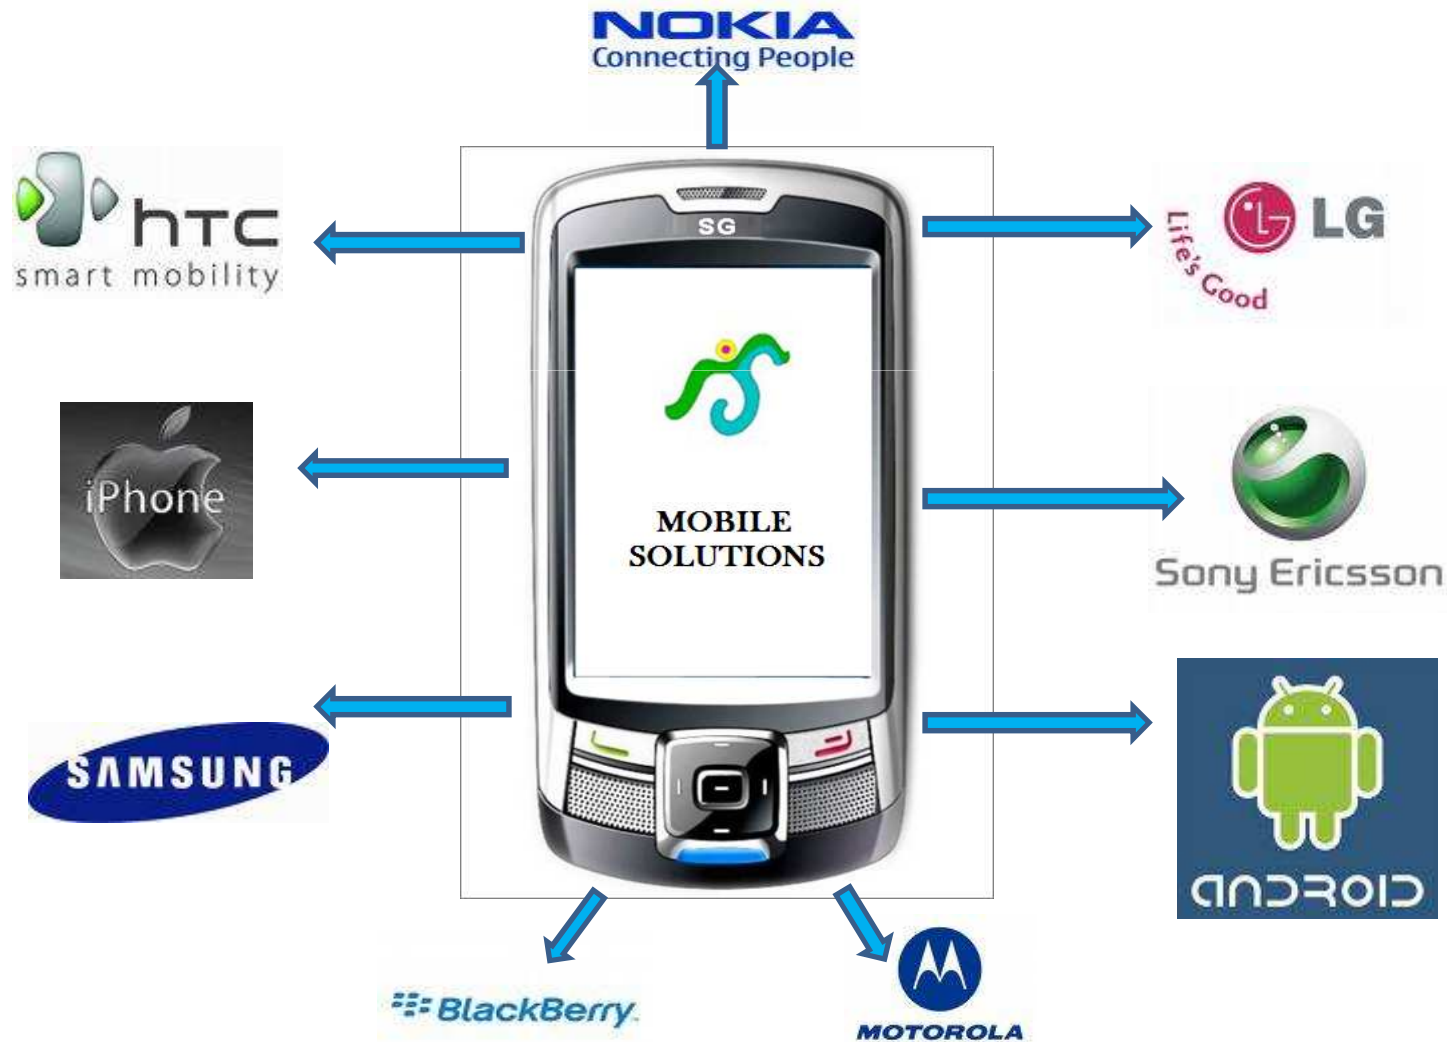 NOKIA
Connecting People
hTC
smart mobility
SG
LG
Life's Good
iPhone
MOBILE
SOLUTIONS
Sony Ericsson
SAMSUNG
ANDROID
BlackBerry
MOTOROLA